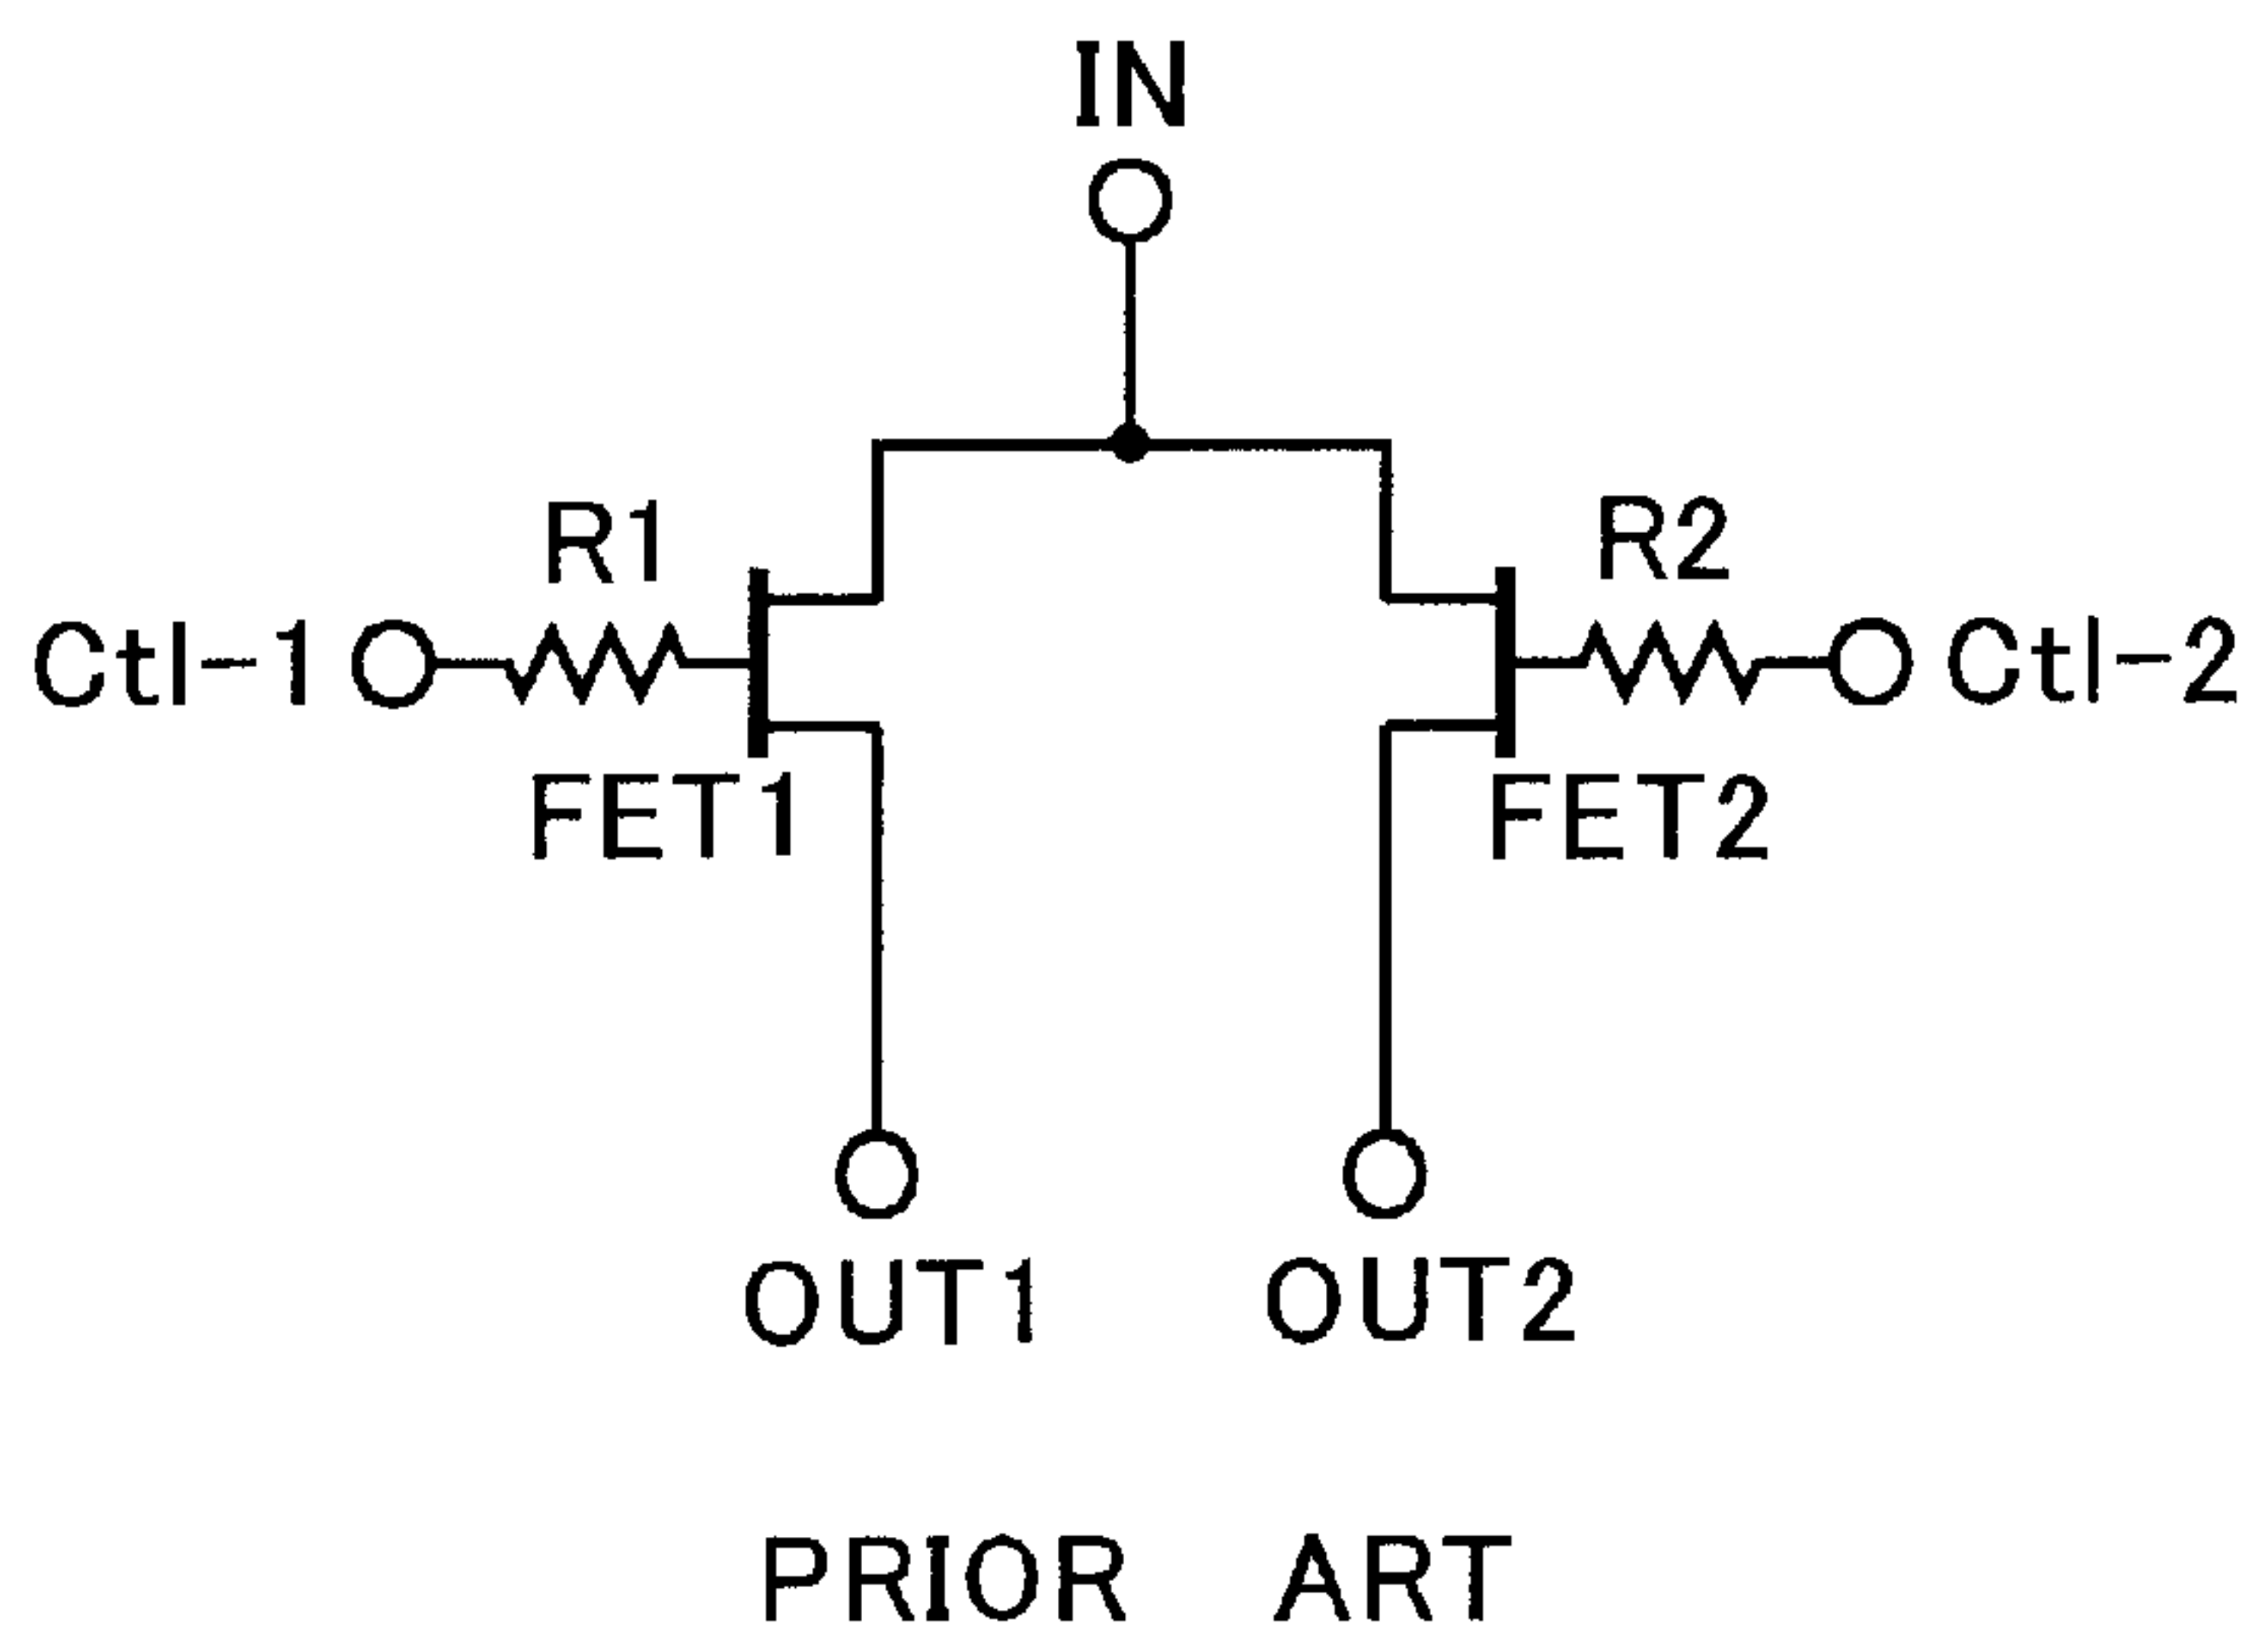 IN
R1
R2
Ctl-1
Ctl-2
FET1
FET2
OUT1
OUT2
PRIOR ART